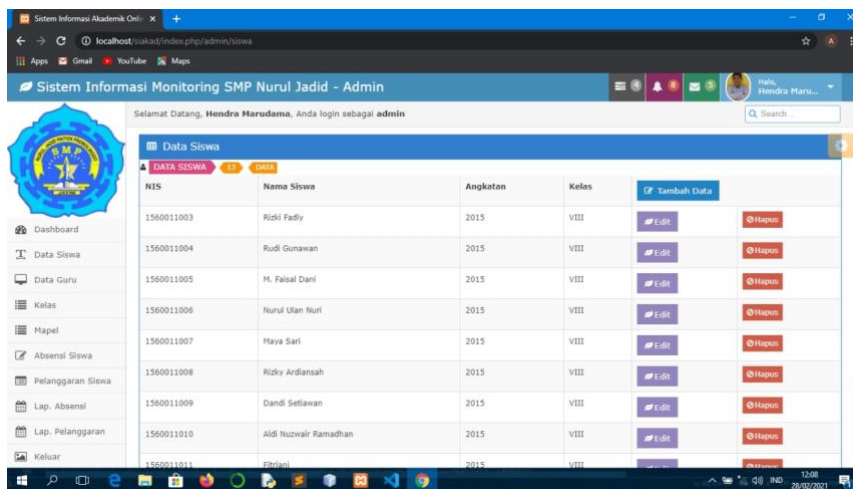 Sistem Informasi Akademik Onli
localhost/siakad/index.php/admin/siswa
Apps Gmail YouTube Maps
Sistem Informasi Monitoring SMP Nurul Jadid - Admin
Halo,
Hendra Maru...
Selamat Datang, Hendra Marudama, Anda login sebagai admin
Search ...
SMP
Data Siswa
DATA SISWA 13 DATA
NIS Nama Siswa Angkatan Kelas Tambah Data
1560011003 Rizki Fadly 2015 VIII Edit Hapus
1560011004 Rudi Gunawan 2015 VIII Edit Hapus
1560011005 M. Faisal Dani 2015 VIII Edit Hapus
1560011006 Nurul Ulan Nuri 2015 VIII Edit Hapus
1560011007 Maya Sari 2015 VIII Edit Hapus
1560011008 Rizky Ardiansah 2015 VIII Edit Hapus
1560011009 Dandi Setiawan 2015 VIII Edit Hapus
1560011010 Aldi Nuzwair Ramadhan 2015 VIII Edit Hapus
1560011011 Fitriani 2015 VIII Edit Hapus
Dashboard
Data Siswa
Data Guru
Kelas
Mapel
Absensi Siswa
Pelanggaran Siswa
Lap. Absensi
Lap. Pelanggaran
Keluar
IND
12:08
28/02/2021